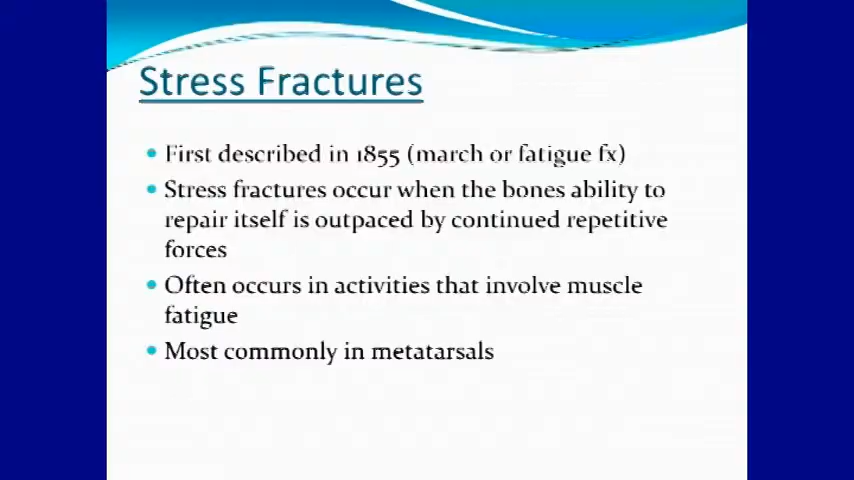 Stress Fractures
• First described in 1855 (march or fatigue fx)
• Stress fractures occur when the bones ability to
repair itself is outpaced by continued repetitive
forces
• Often occurs in activities that involve muscle
fatigue
• Most commonly in metatarsals